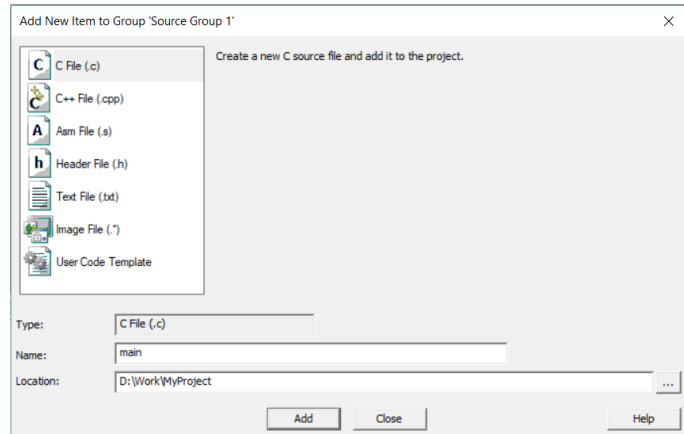 Add New Item to Group 'Source Group 1'
C File (.c)
Create a new C source file and add it to the project.
C++ File (.cpp)
Asm File (.s)
Header File (.h)
Text File (.txt)
Image File (.*)
User Code Template
Type:
C File (.c)
Name:
main
Location:
D:\Work\MyProject
...
Add
Close
Help